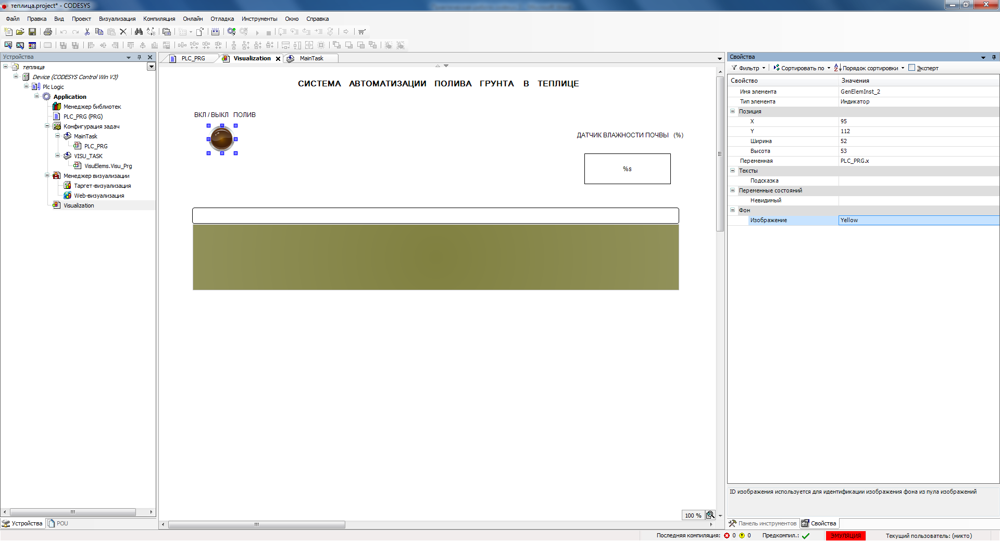 теплица.project* - CODESYS
Файл Правка Вид Проект Визуализация Компиляция Онлайн Отладка Инструменты Окно Справка
Устройства
теплица
Device (CODESYS Control Win V3)
Plc Logic
Application
Менеджер библиотек
PLC_PRG (PRG)
Конфигурация задач
MainTask
PLC_PRG
VISU_TASK
VisuElems.Visu_Prg
Менеджер визуализации
Таргет-визуализация
Web-визуализация
Visualization
Устройства POU
PLC_PRG Visualization MainTask
СИСТЕМА АВТОМАТИЗАЦИИ ПОЛИВА ГРУНТА В ТЕПЛИЦЕ
ВКЛ / ВЫКЛ ПОЛИВ
ДАТЧИК ВЛАЖНОСТИ ПОЧВЫ (%)
%s
100 %
Свойства
Фильтр Сортировать по Порядок сортировки Эксперт
Свойство Значения
Имя элемента GenElemInst_2
Тип элемента Индикатор
Позиция
X 95
Y 112
Ширина 52
Высота 53
Переменная PLC_PRG.x
Тексты
Подсказка
Переменные состояний
Невидимый
Фон
Изображение Yellow
ID изображения используется для идентификации изображения фона из пула изображений
Панель инструментов Свойства
Последняя компиляция: 0 0 Предкомпил.: ЭМУЛЯЦИЯ Текущий пользователь: (никто)